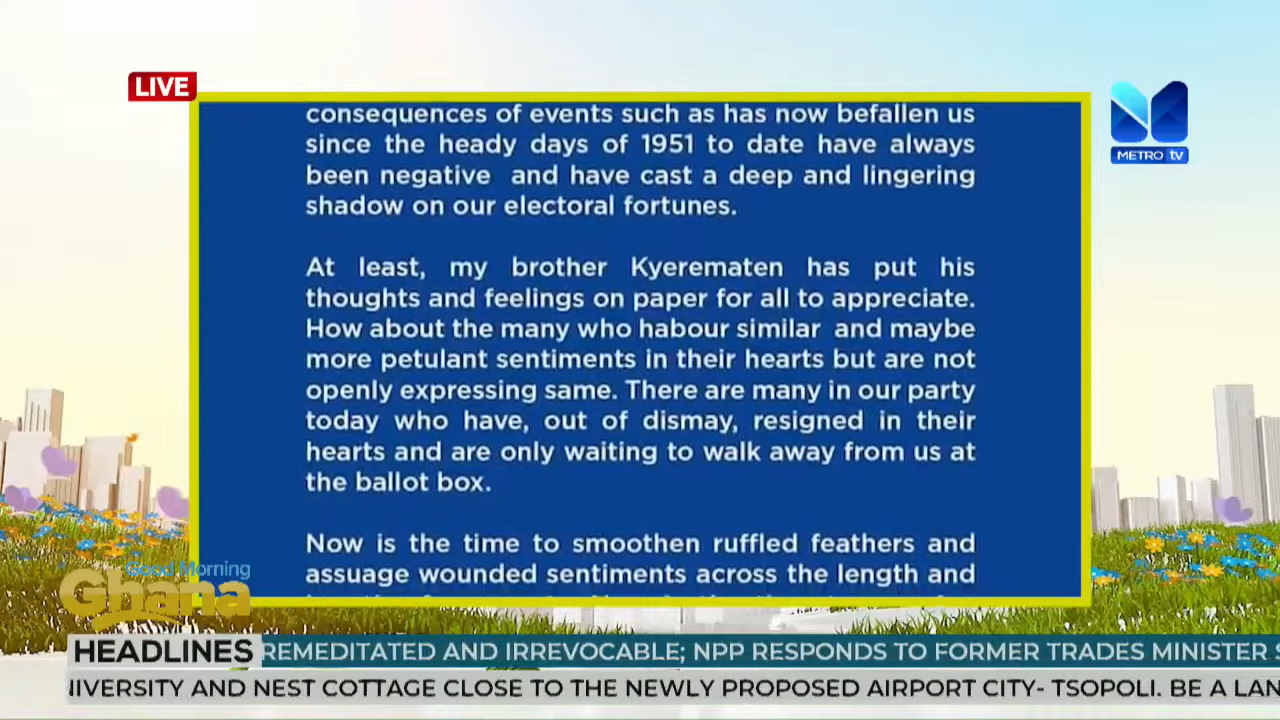 LIVE
METRO tv
consequences of events such as has now befallen us
since the heady days of 1951 to date have always
been negative and have cast a deep and lingering
shadow on our electoral fortunes.
At least, my brother Kyerematen has put his
thoughts and feelings on paper for all to appreciate.
How about the many who habour similar and maybe
more petulant sentiments in their hearts but are not
openly expressing same. There are many in our party
today who have, out of dismay, resigned in their
hearts and are only waiting to walk away from us at
the ballot box.
Now is the time to smoothen ruffled feathers and
assuage wounded sentiments across the length and
Good Morning
Ghana
HEADLINES
REMEDITATED AND IRREVOCABLE; NPP RESPONDS TO FORMER TRADES MINISTER S
IVERSITY AND NEST COTTAGE CLOSE TO THE NEWLY PROPOSED AIRPORT CITY- TSOPOLI. BE A LAN